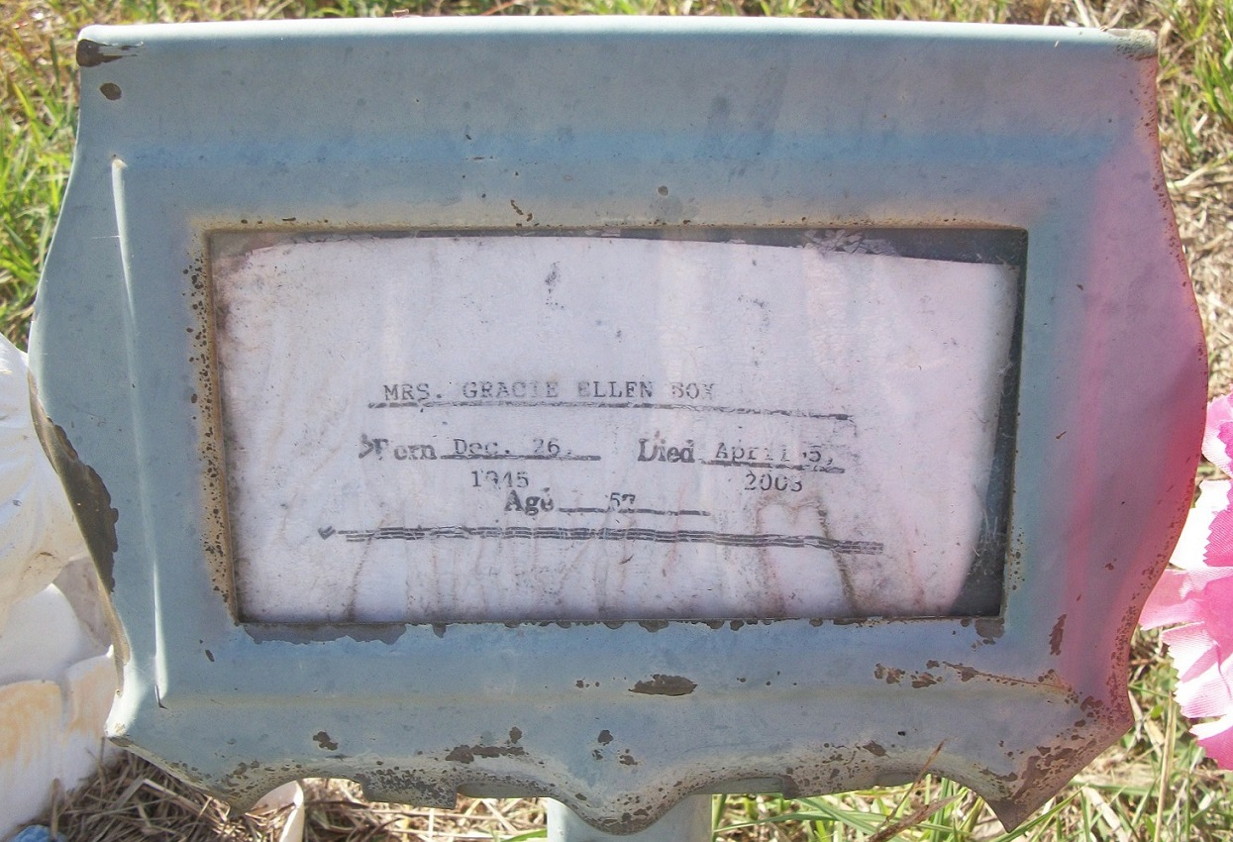 MRS. GRACIE ELLEN BOX
Born Dec. 26, Died April 5,
1945 2003
Age 57